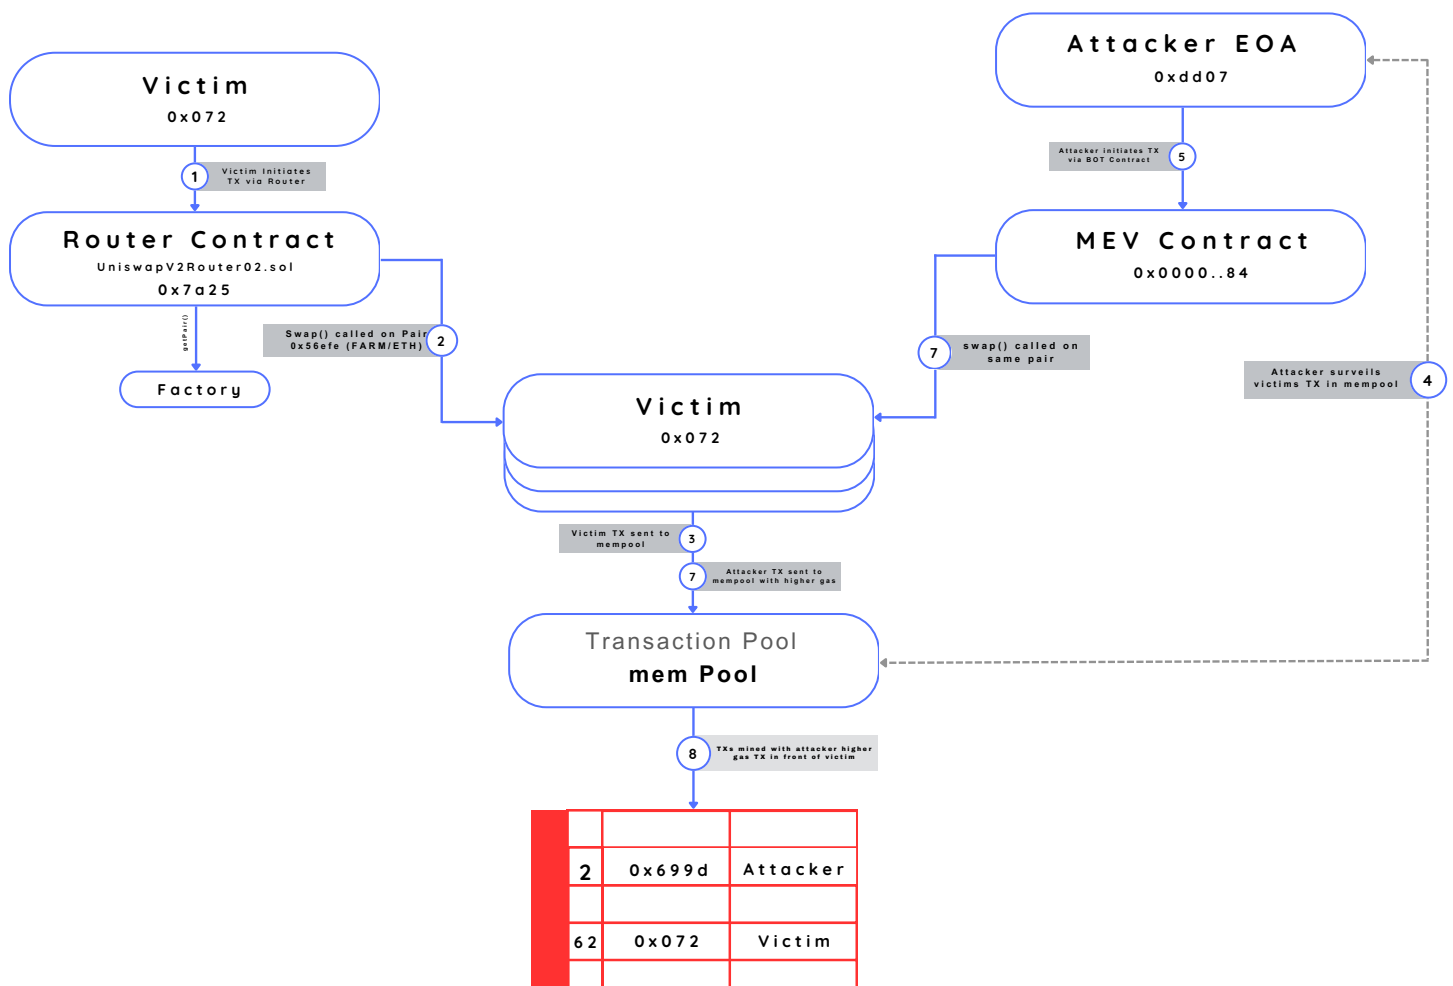 Victim
0x072
1
Victim Initiates
TX via Router
Router Contract
UniswapV2Router02.sol
0x7a25
getPair()
Factory
Swap() called on Pair
0x56efe (FARM/ETH)
2
Attacker EOA
0xdd07
Attacker initiates TX
via BOT Contract
5
MEV Contract
0x0000..84
7
swap() called on
same pair
Attacker surveils
victims TX in mempool
4
Victim
0x072
Victim TX sent to
mempool
3
7
Attacker TX sent to
mempool with higher gas
Transaction Pool
mem Pool
8
TXs mined with attacker higher
gas TX in front of victim
2 0x699d Attacker
62 0x072 Victim